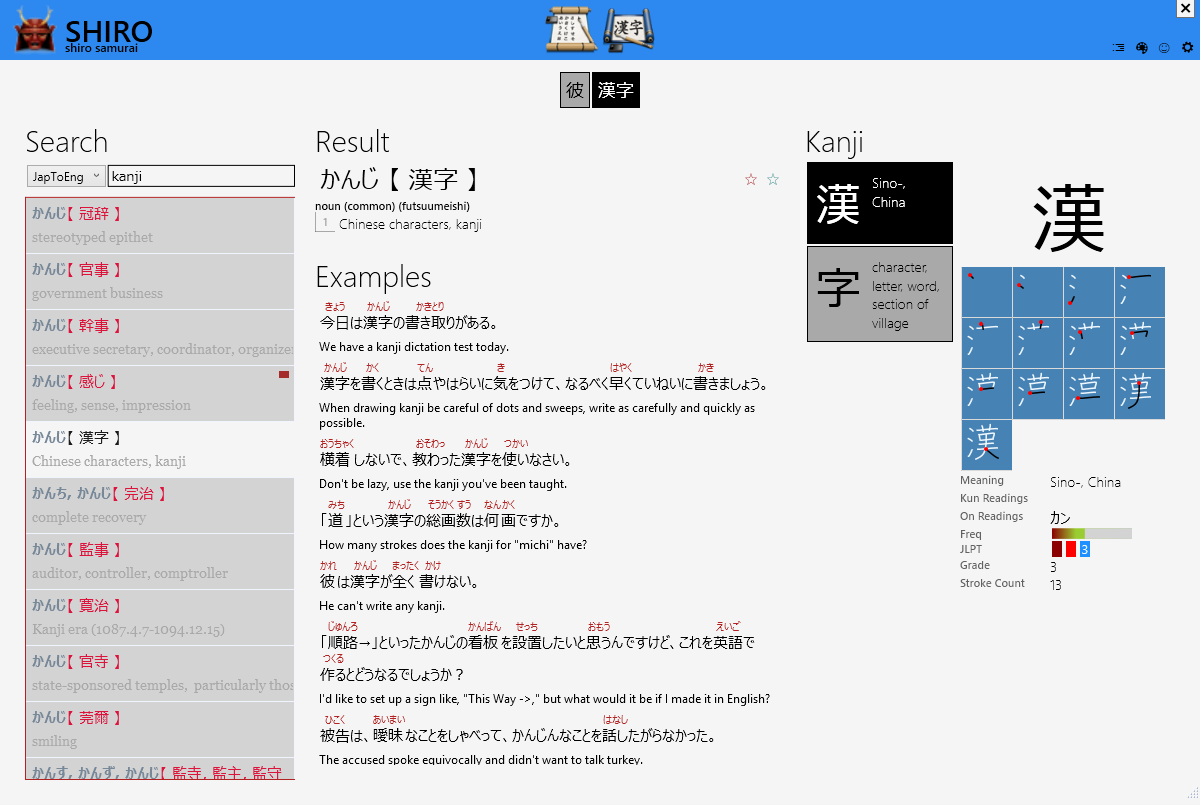 SHIRO
shiro samurai
漢字
彼 漢字
Search
JapToEng kanji
かんじ【 冠辞 】
stereotyped epithet
かんじ【 官事 】
government business
かんじ【 幹事 】
executive secretary, coordinator, organizer
かんじ【 感じ 】
feeling, sense, impression
かんじ【 漢字 】
Chinese characters, kanji
かんち, かんじ【 完治 】
complete recovery
かんじ【 監事 】
auditor, controller, comptroller
かんじ【 寛治 】
Kanji era (1087.4.7-1094.12.15)
かんじ【 官寺 】
state-sponsored temples, particularly thos
かんじ【 莞爾 】
smiling
かんす, かんず, かんじ【 監寺, 監主, 監守
Result
かんじ 【 漢字 】
☆ ☆
noun (common) (futsuumeishi)
1 Chinese characters, kanji
Examples
きょう かんじ かきとり
今日は漢字の書き取りがある。
We have a kanji dictation test today.
かんじ かく てん き はやく かき
漢字を書くときは点やはらいに気をつけて、なるべく早くていねいに書きましょう。
When drawing kanji be careful of dots and sweeps, write as carefully and quickly as
possible.
おうちゃく おそわっ かんじ つかい
横着 しないで、教わった漢字を使いなさい。
Don't be lazy, use the kanji you've been taught.
みち かんじ そうかくすう なんかく
「道 」という漢字の総画数は何画ですか。
How many strokes does the kanji for "michi" have?
かれ かんじ まったく かけ
彼は漢字が全く 書けない。
He can't write any kanji.
じゅんろ かんばん せっち おもう えいご
「順路→」といったかんじの看板 を設置したいと思うんですけど、これを英語で
つくる
作るとどうなるでしょうか？
I'd like to set up a sign like, "This Way ->," but what would it be if I made it in English?
ひこく あいまい はなし
被告は、曖昧なことをしゃべって、かんじんなことを話したがらなかった。
The accused spoke equivocally and didn't want to talk turkey.
Kanji
漢 Sino-,
China
字 character,
letter, word,
section of
village
漢
Meaning Sino-, China
Kun Readings
On Readings カン
Freq
JLPT 3
Grade 3
Stroke Count 13